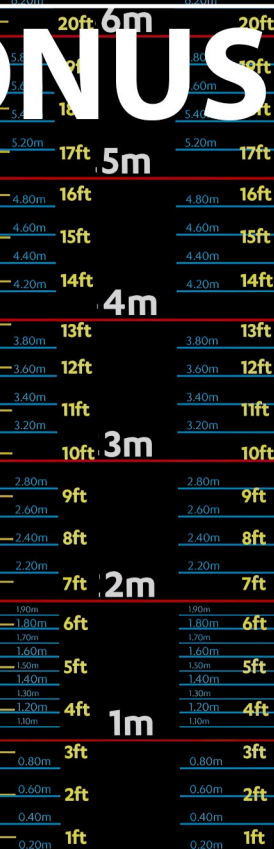 6.20m 6.20m
20ft 6m 20ft
ONUS
5.20m 17ft 5m 5.20m 17ft
4.80m 16ft 4.80m 16ft
4.60m 15ft 4.60m 15ft
4.40m 4.40m
4.20m 14ft 4.20m 14ft
4m
13ft 13ft
3.80m 3.80m
3.60m 12ft 3.60m 12ft
3.40m 11ft 3.40m 11ft
3.20m 3.20m
10ft 3m 10ft
2.80m 9ft 2.80m 9ft
2.60m 2.60m
2.40m 8ft 2.40m 8ft
2.20m 2.20m
7ft 2m 7ft
1,90m 1,90m
1.80m 6ft 1.80m 6ft
1,70m 1,70m
1.60m 1.60m
1.50m 5ft 1.50m 5ft
1.40m 1.40m
1,30m 1,30m
1.20m 4ft 1.20m 4ft
1,10m 1m 1,10m
3ft 3ft
0.80m 0.80m
0.60m 2ft 0.60m 2ft
0.40m 0.40m
0.20m 1ft 0.20m 1ft